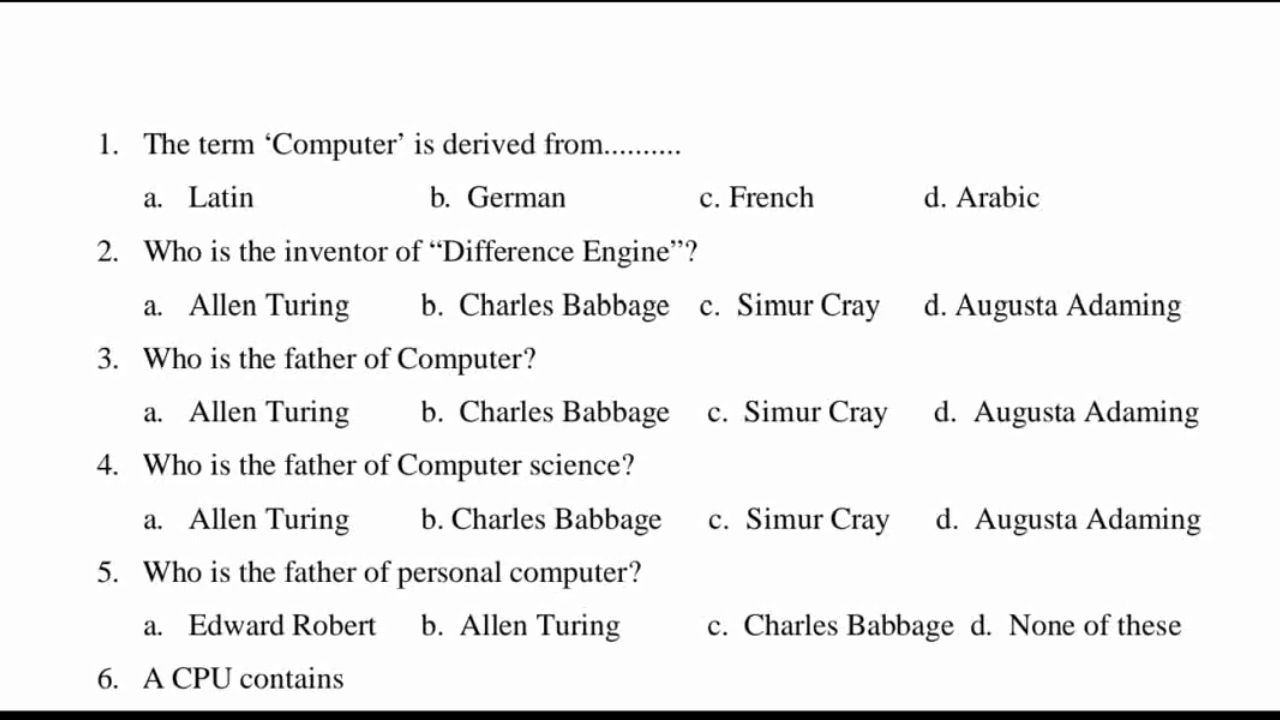 1. The term ‘Computer’ is derived from..........
a. Latin b. German c. French d. Arabic
2. Who is the inventor of “Difference Engine”?
a. Allen Turing b. Charles Babbage c. Simur Cray d. Augusta Adaming
3. Who is the father of Computer?
a. Allen Turing b. Charles Babbage c. Simur Cray d. Augusta Adaming
4. Who is the father of Computer science?
a. Allen Turing b. Charles Babbage c. Simur Cray d. Augusta Adaming
5. Who is the father of personal computer?
a. Edward Robert b. Allen Turing c. Charles Babbage d. None of these
6. A CPU contains